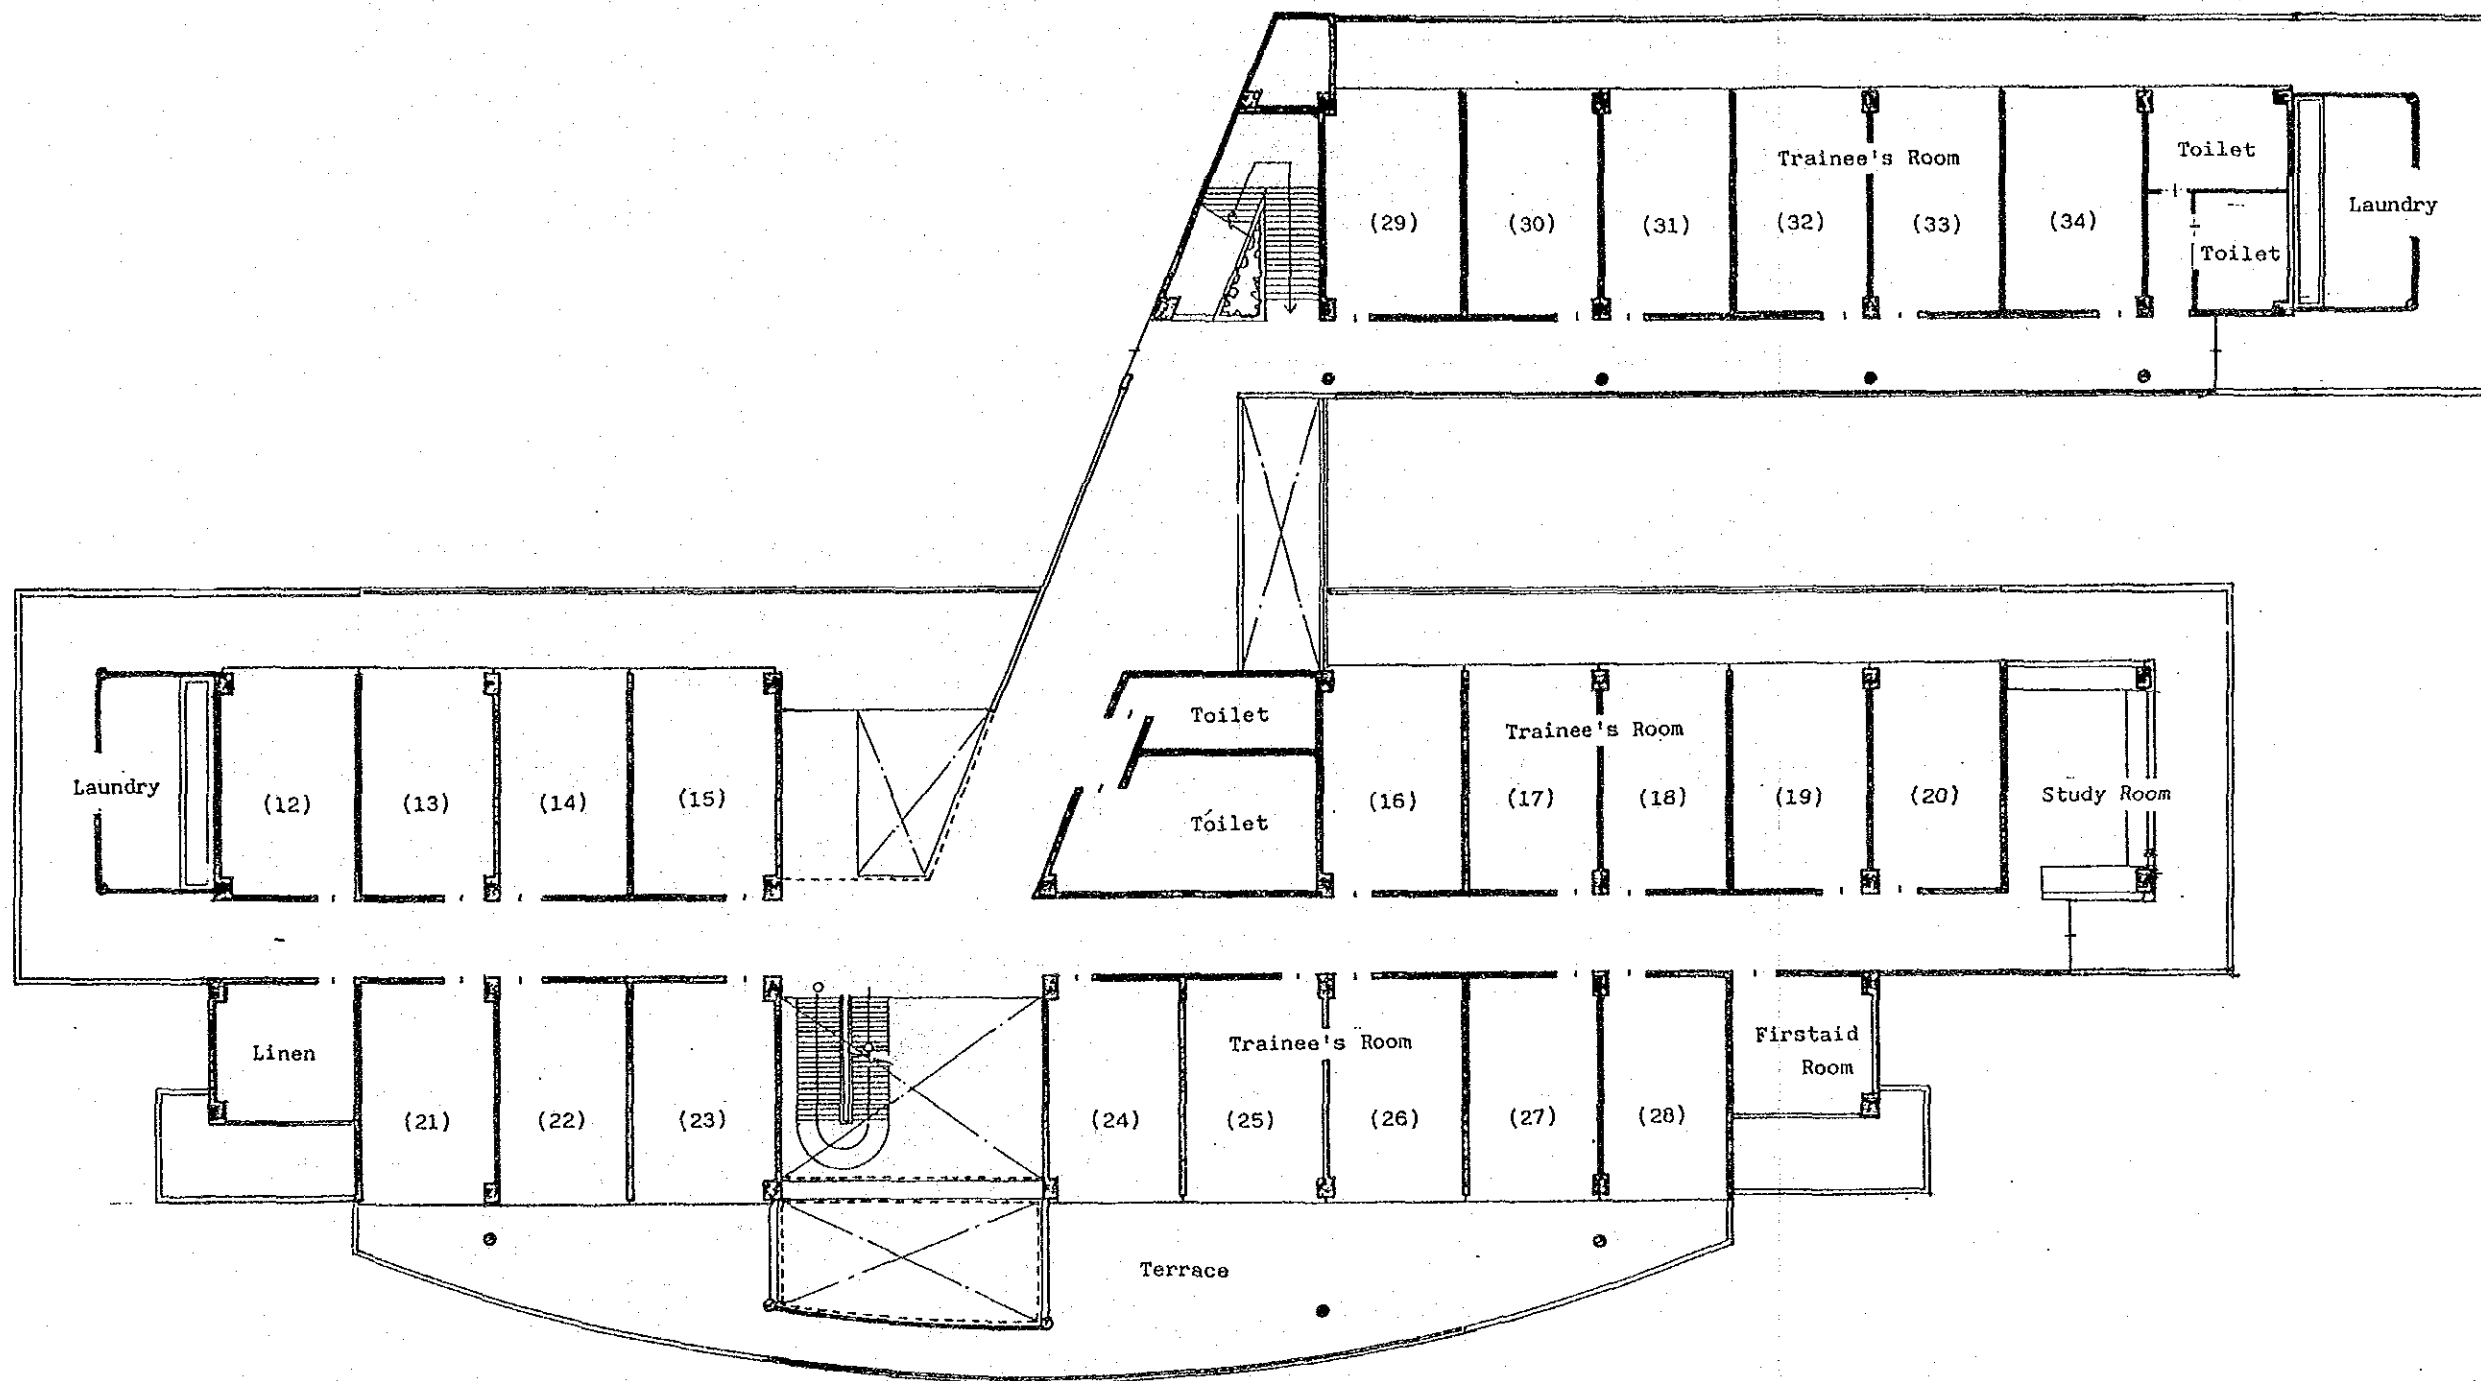 Trainee's Room
Toilet
Laundry
(29) (30) (31) (32) (33) (34)
Toilet
Toilet
Trainee's Room
Laundry
(12) (13) (14) (15)
Toilet
(16) (17) (18) (19) (20)
Study Room
Trainee's Room
Firstaid
Room
Linen
(21) (22) (23)
(24) (25) (26) (27) (28)
Terrace